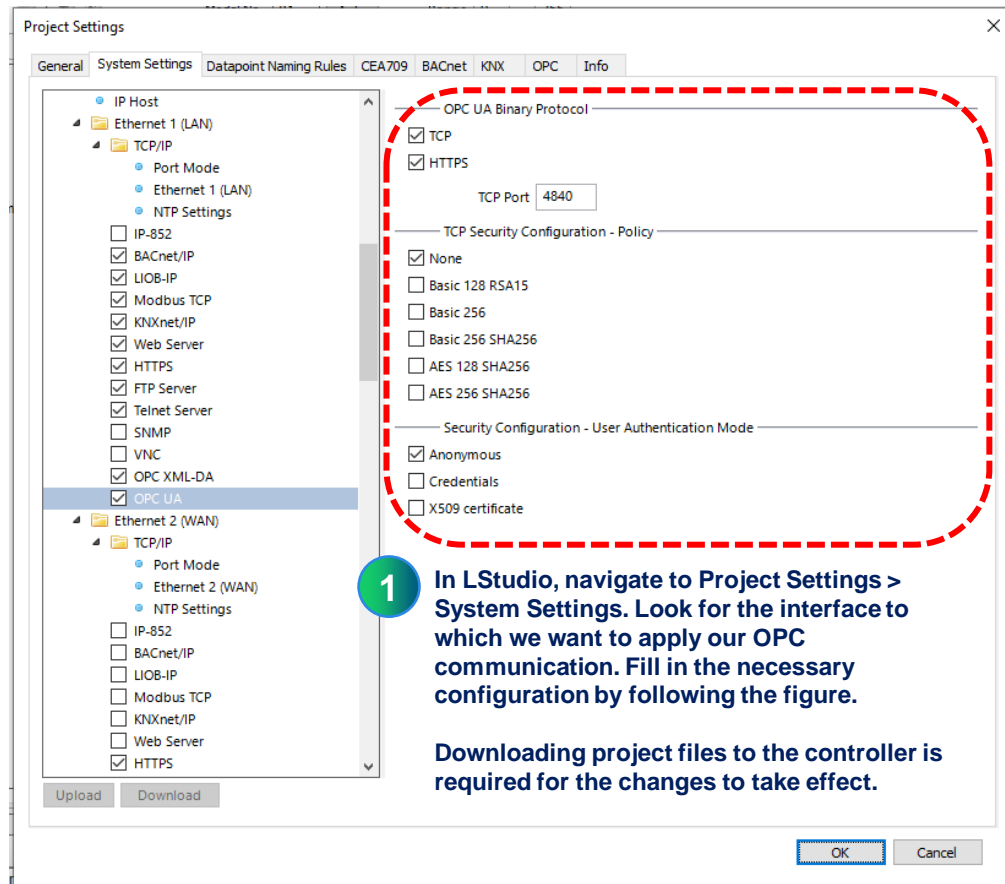 Project Settings
General System Settings Datapoint Naming Rules CEA709 BACnet KNX OPC Info
IP Host
Ethernet 1 (LAN)
TCP/IP
Port Mode
Ethernet 1 (LAN)
NTP Settings
IP-852
BACnet/IP
LIOB-IP
Modbus TCP
KNXnet/IP
Web Server
HTTPS
FTP Server
Telnet Server
SNMP
VNC
OPC XML-DA
OPC UA
Ethernet 2 (WAN)
TCP/IP
Port Mode
Ethernet 2 (WAN)
NTP Settings
IP-852
BACnet/IP
LIOB-IP
Modbus TCP
KNXnet/IP
Web Server
HTTPS
Upload Download
OPC UA Binary Protocol
TCP
HTTPS
TCP Port 4840
TCP Security Configuration - Policy
None
Basic 128 RSA15
Basic 256
Basic 256 SHA256
AES 128 SHA256
AES 256 SHA256
Security Configuration - User Authentication Mode
Anonymous
Credentials
X509 certificate
1
In LStudio, navigate to Project Settings >
System Settings. Look for the interface to
which we want to apply our OPC
communication. Fill in the necessary
configuration by following the figure.
Downloading project files to the controller is
required for the changes to take effect.
OK Cancel